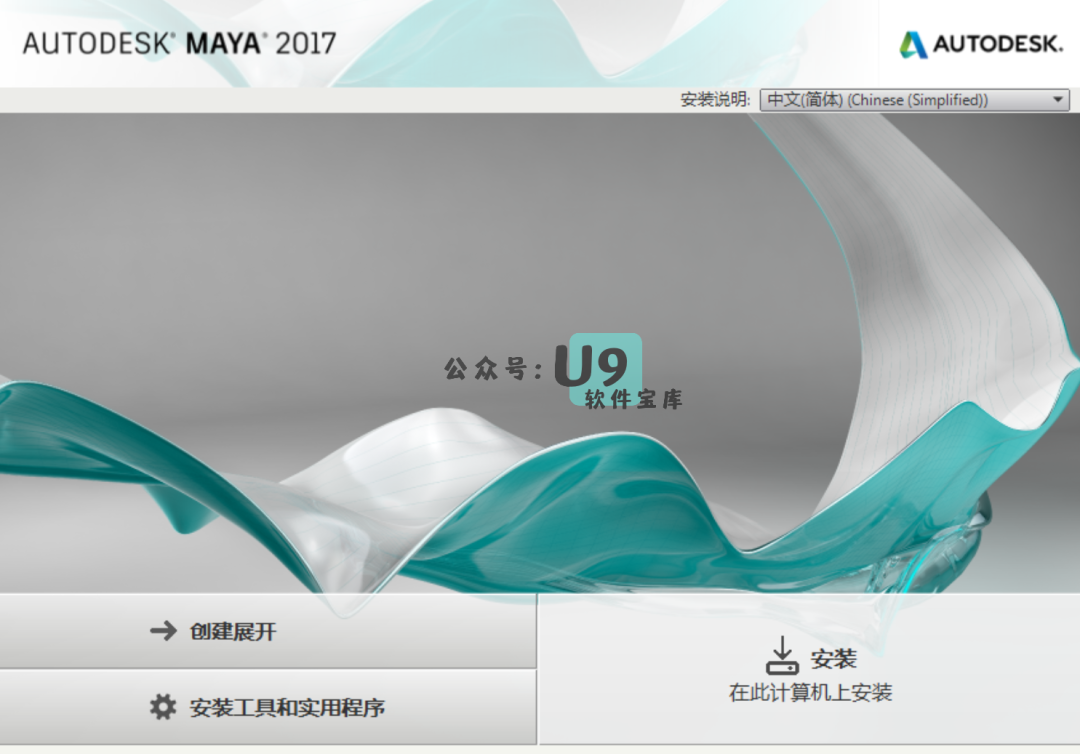 AUTODESK® MAYA® 2017
AUTODESK.
安装说明: 中文(简体) (Chinese (Simplified))
公众号: U9
软件宝库
创建展开
安装
在此计算机上安装
安装工具和实用程序